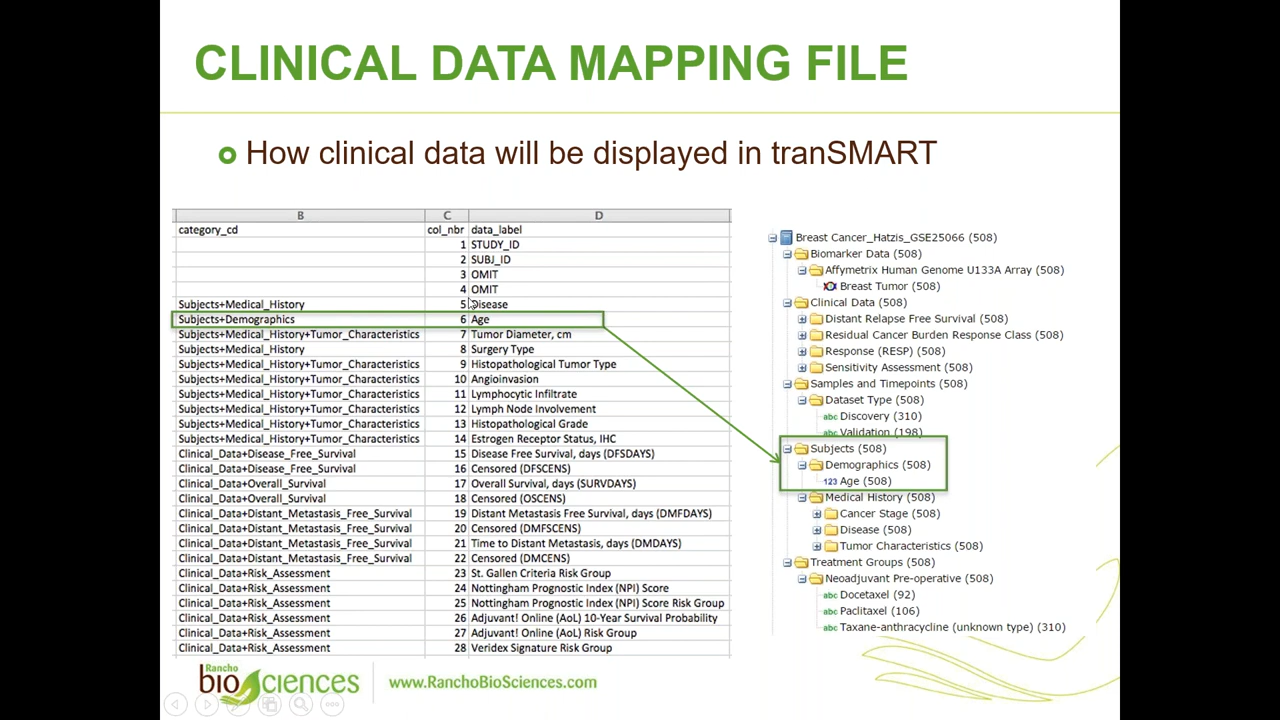 CLINICAL DATA MAPPING FILE
How clinical data will be displayed in tranSMART
B C D
category_cd col_nbr data_label
1 STUDY_ID
2 SUBJ_ID
3 OMIT
4 OMIT
Subjects+Medical_History 5 Disease
Subjects+Demographics 6 Age
Subjects+Medical_History+Tumor_Characteristics 7 Tumor Diameter, cm
Subjects+Medical_History 8 Surgery Type
Subjects+Medical_History+Tumor_Characteristics 9 Histopathological Tumor Type
Subjects+Medical_History+Tumor_Characteristics 10 Angioinvasion
Subjects+Medical_History+Tumor_Characteristics 11 Lymphocytic Infiltrate
Subjects+Medical_History+Tumor_Characteristics 12 Lymph Node Involvement
Subjects+Medical_History+Tumor_Characteristics 13 Histopathological Grade
Subjects+Medical_History+Tumor_Characteristics 14 Estrogen Receptor Status, IHC
Clinical_Data+Disease_Free_Survival 15 Disease Free Survival, days (DFSDAYS)
Clinical_Data+Disease_Free_Survival 16 Censored (DFSCENS)
Clinical_Data+Overall_Survival 17 Overall Survival, days (SURVDAYS)
Clinical_Data+Overall_Survival 18 Censored (OSCENS)
Clinical_Data+Distant_Metastasis_Free_Survival 19 Distant Metastasis Free Survival, days (DMFDAYS)
Clinical_Data+Distant_Metastasis_Free_Survival 20 Censored (DMFSCENS)
Clinical_Data+Distant_Metastasis_Free_Survival 21 Time to Distant Metastasis, days (DMDAYS)
Clinical_Data+Distant_Metastasis_Free_Survival 22 Censored (DMCENS)
Clinical_Data+Risk_Assessment 23 St. Gallen Criteria Risk Group
Clinical_Data+Risk_Assessment 24 Nottingham Prognostic Index (NPI) Score
Clinical_Data+Risk_Assessment 25 Nottingham Prognostic Index (NPI) Score Risk Group
Clinical_Data+Risk_Assessment 26 Adjuvant! Online (AoL) 10-Year Survival Probability
Clinical_Data+Risk_Assessment 27 Adjuvant! Online (AoL) Risk Group
Clinical_Data+Risk_Assessment 28 Veridex Signature Risk Group
Breast Cancer_Hatzis_GSE25066 (508)
Biomarker Data (508)
Affymetrix Human Genome U133A Array (508)
Breast Tumor (508)
Clinical Data (508)
Distant Relapse Free Survival (508)
Residual Cancer Burden Response Class (508)
Response (RESP) (508)
Sensitivity Assessment (508)
Samples and Timepoints (508)
Dataset Type (508)
abc Discovery (310)
abc Validation (198)
Subjects (508)
Demographics (508)
123 Age (508)
Medical History (508)
Cancer Stage (508)
Disease (508)
Tumor Characteristics (508)
Treatment Groups (508)
Neoadjuvant Pre-operative (508)
abc Docetaxel (92)
abc Paclitaxel (106)
abc Taxane-anthracycline (unknown type) (310)
Rancho
biosciences
www.RanchoBioSciences.com